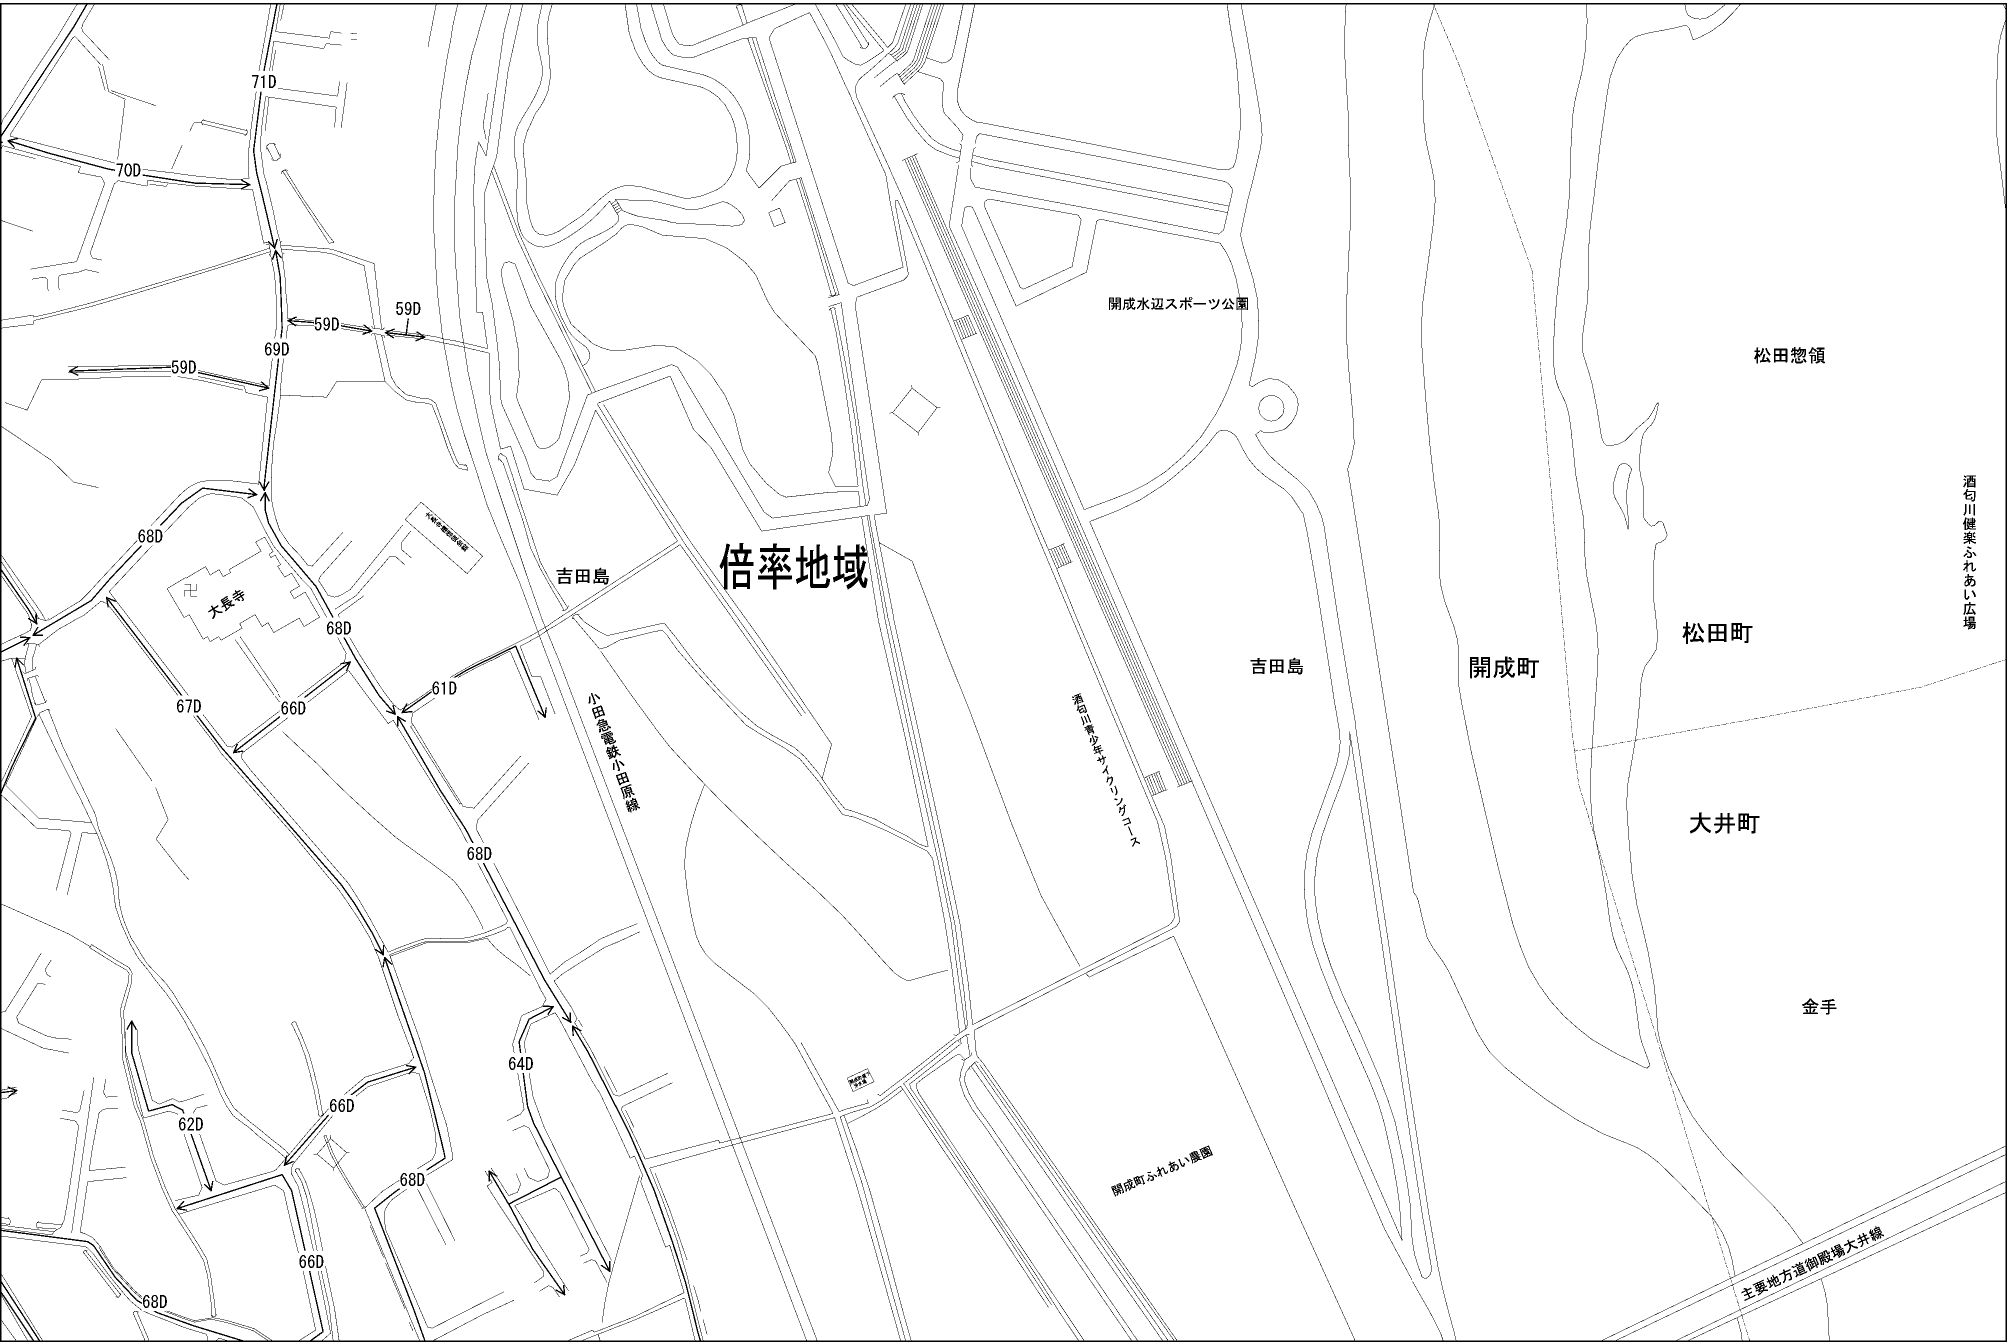 71D
70D
59D
59D
69D
59D
開成水辺スポーツ公園
松田惣領
酒匂川健楽ふれあい広場
68D
倍率地域
吉田島
大長寺
68D
松田町
吉田島
開成町
61D
67D
66D
小田急電鉄小田原線
酒匂川青少年サイクリングコース
大井町
68D
金手
64D
66D
62D
68D
開成町ふれあい農園
66D
主要地方道御殿場大井線
68D